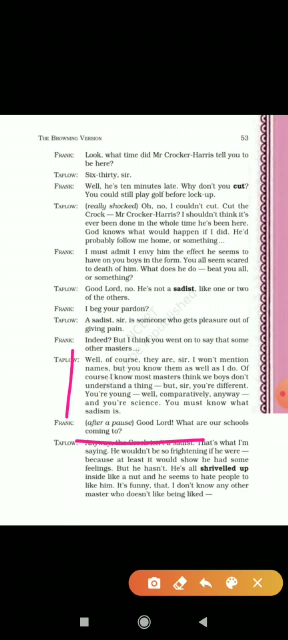 THE BROWNING VERSION 53
FRANK: Look, what time did Mr Crocker-Harris tell you to
be here?
TAPLOW: Six-thirty, sir.
FRANK: Well, he's ten minutes late. Why don't you cut?
You could still play golf before lock-up.
TAPLOW: (really shocked) Oh, no, I couldn't cut. Cut the
Crock — Mr Crocker-Harris? I shouldn't think it's
ever been done in the whole time he's been here.
God knows what would happen if I did. He'd
probably follow me home, or something ...
FRANK: I must admit I envy him the effect he seems to
have on you boys in the form. You all seem scared
to death of him. What does he do — beat you all,
or something?
TAPLOW: Good Lord, no. He's not a sadist, like one or two
of the others.
FRANK: I beg your pardon?
TAPLOW: A sadist, sir, is someone who gets pleasure out of
giving pain.
FRANK: Indeed? But I think you went on to say that some
other masters ...
TAPLOW: Well, of course, they are, sir. I won't mention
names, but you know them as well as I do. Of
course I know most masters think we boys don't
understand a thing — but, sir, you're different.
You're young — well, comparatively, anyway —
and you're science. You must know what
sadism is.
FRANK: (after a pause) Good Lord! What are our schools
coming to?
TAPLOW: Anyway, the Crock isn't a sadist. That's what I'm
saying. He wouldn't be so frightening if he were —
because at least it would show he had some
feelings. But he hasn't. He's all shrivelled up
inside like a nut and he seems to hate people to
like him. It's funny, that. I don't know any other
master who doesn't like being liked —